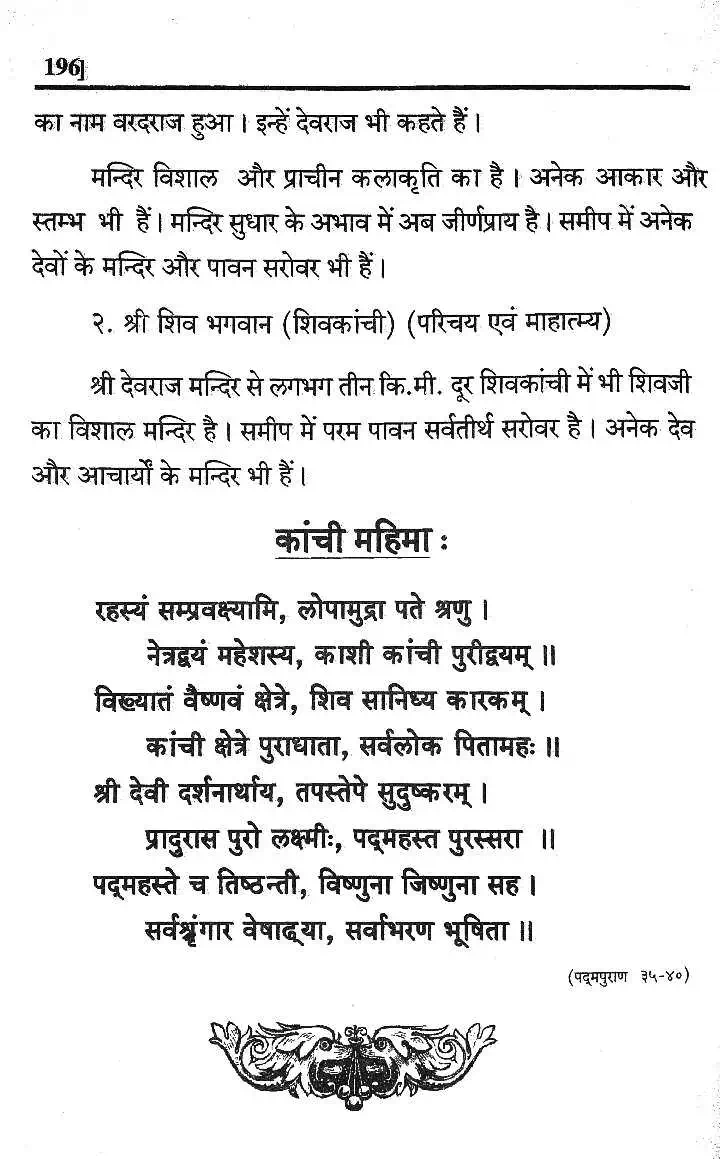 196]
का नाम वरदराज हुआ। इन्हें देवराज भी कहते हैं।
मन्दिर विशाल और प्राचीन कलाकृति का है। अनेक आकार और
स्तम्भ भी हैं। मन्दिर सुधार के अभाव में अब जीर्णप्राय है। समीप में अनेक
देवों के मन्दिर और पावन सरोवर भी हैं।
२. श्री शिव भगवान (शिवकांची) (परिचय एवं माहात्म्य)
श्री देवराज मन्दिर से लगभग तीन कि.मी. दूर शिवकांची में भी शिवजी
का विशाल मन्दिर है। समीप में परम पावन सर्वतीर्थ सरोवर है। अनेक देव
और आचार्यों के मन्दिर भी हैं।
कांची महिमा :
रहस्यं सम्प्रवक्ष्यामि, लोपामुद्रा पते श्रणु ।
नेत्रद्वयं महेशस्य, काशी कांची पुरीद्वयम् ॥
विख्यातं वैष्णवं क्षेत्रे, शिव सानिध्य कारकम् ।
कांची क्षेत्रे पुराधाता, सर्वलोक पितामहः ॥
श्री देवी दर्शनार्थाय, तपस्तेपे सुदुष्करम् ।
प्रादुरास पुरो लक्ष्मीः, पद्महस्त पुरस्सरा ॥
पद्महस्ते च तिष्ठन्ती, विष्णुना जिष्णुना सह ।
सर्वश्रृंगार वेषाढ्या, सर्वाभरण भूषिता ॥
(पद्मपुराण ३५-४०)